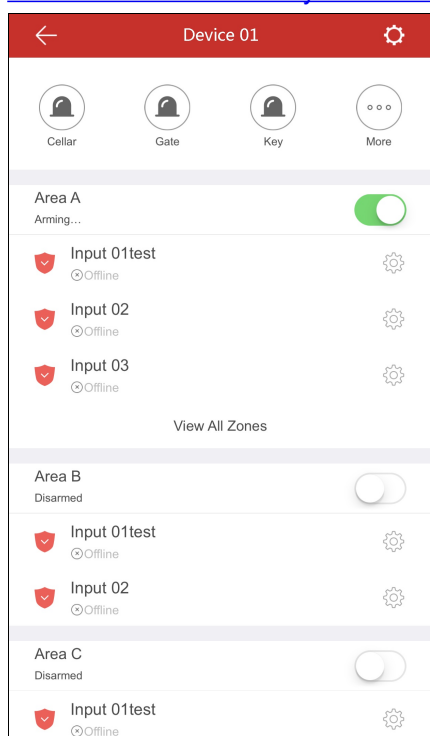 Device 01
Cellar Gate Key More
Area A
Arming...
Input 01test
Offline
Input 02
Offline
Input 03
Offline
View All Zones
Area B
Disarmed
Input 01test
Offline
Input 02
Offline
Area C
Disarmed
Input 01test
Offline